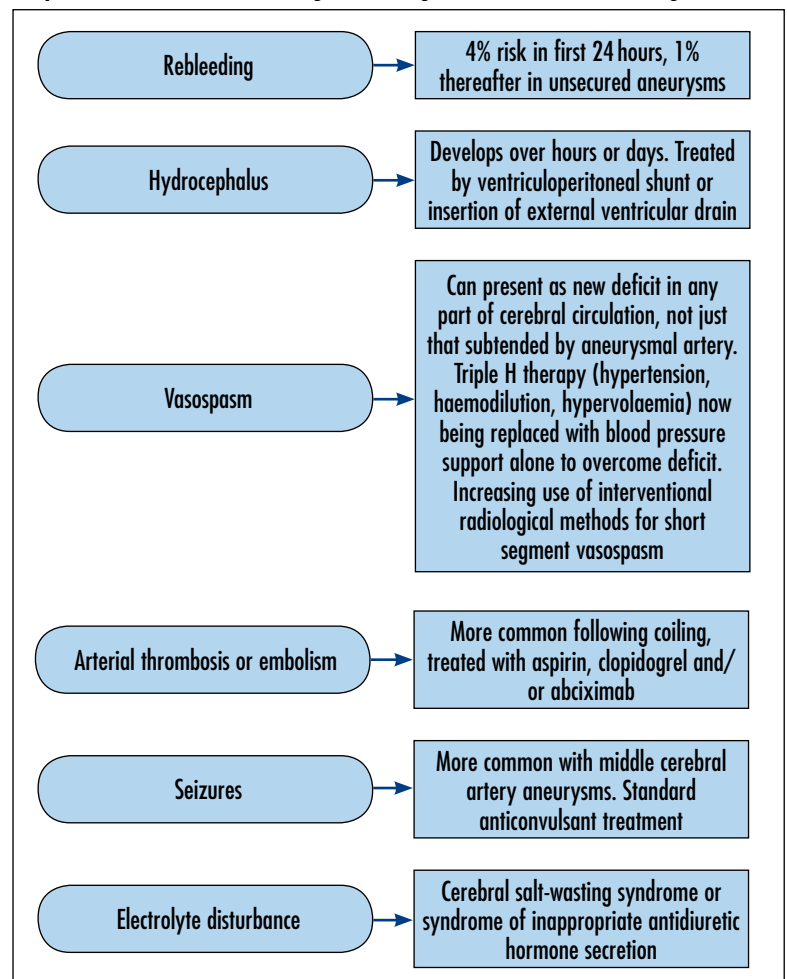 Rebleeding
4% risk in first 24 hours, 1%
thereafter in unsecured aneurysms
Hydrocephalus
Develops over hours or days. Treated
by ventriculoperitoneal shunt or
insertion of external ventricular drain
Vasospasm
Can present as new deficit in any
part of cerebral circulation, not just
that subtended by aneurysmal artery.
Triple H therapy (hypertension,
haemodilution, hypervolaemia) now
being replaced with blood pressure
support alone to overcome deficit.
Increasing use of interventional
radiological methods for short
segment vasospasm
Arterial thrombosis or embolism
More common following coiling,
treated with aspirin, clopidogrel and/
or abciximab
Seizures
More common with middle cerebral
artery aneurysms. Standard
anticonvulsant treatment
Electrolyte disturbance
Cerebral salt-wasting syndrome or
syndrome of inappropriate antidiuretic
hormone secretion